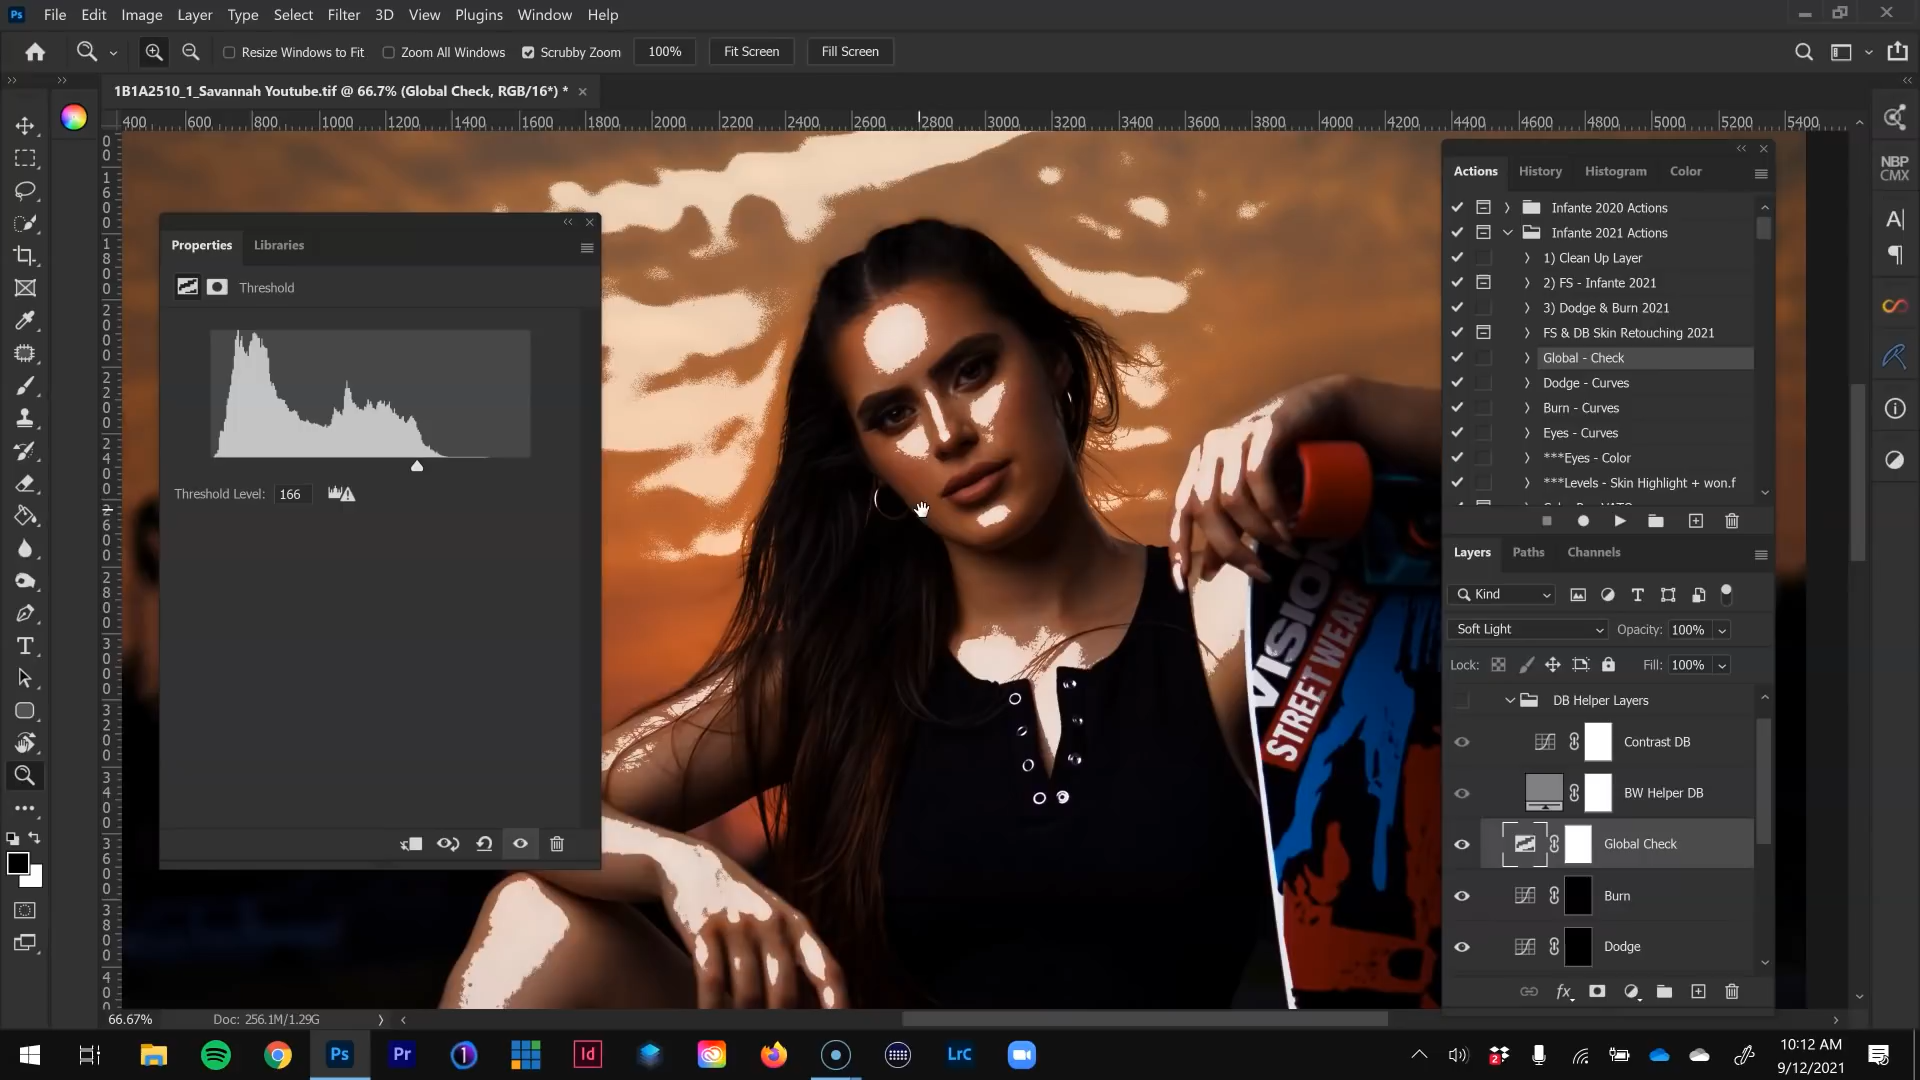 Ps File Edit Image Layer Type Select Filter 3D View Plugins Window Help
Resize Windows to Fit Zoom All Windows Scrubby Zoom 100% Fit Screen Fill Screen
1B1A2510_1_Savannah Youtube.tif @ 66.7% (Global Check, RGB/16*) *
400 600 800 1000 1200 1400 1600 1800 2000 2200 2400 2600 2800 3000 3200 3400 3600 3800 4000 4200 4400 4600 4800 5000 5200 5400
Properties Libraries
Threshold
Threshold Level: 166
Actions History Histogram Color
Infante 2020 Actions
Infante 2021 Actions
1) Clean Up Layer
2) FS - Infante 2021
3) Dodge & Burn 2021
FS & DB Skin Retouching 2021
Global - Check
Dodge - Curves
Burn - Curves
Eyes - Curves
***Eyes - Color
***Levels - Skin Highlight + won.f
NBP
CMX
VISION
STREET WEAR
Layers Paths Channels
Kind
Soft Light Opacity: 100%
Lock: Fill: 100%
DB Helper Layers
Contrast DB
BW Helper DB
Global Check
Burn
Dodge
66.67% Doc: 256.1M/1.29G
Ps Pr Id LrC
2
10:12 AM
9/12/2021